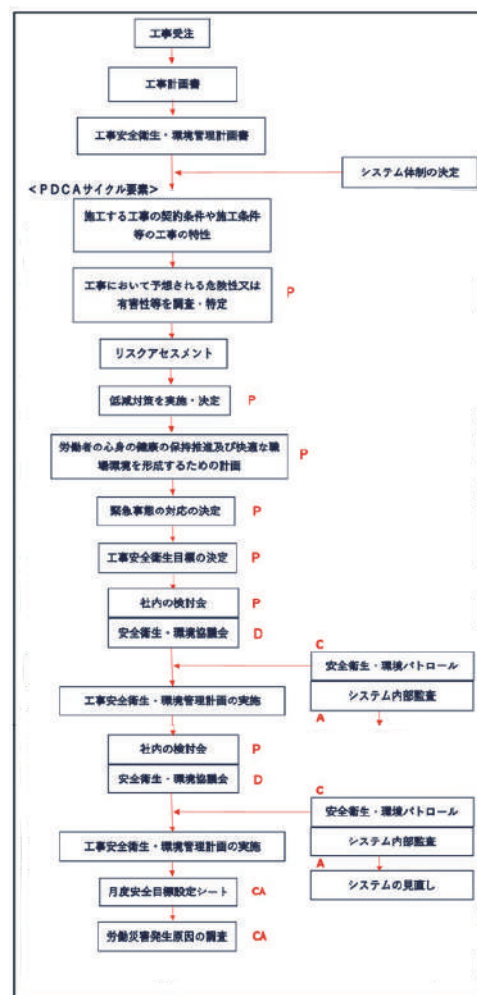 工事受注
工事計画書
工事安全衛生・環境管理計画書
システム体制の決定
<PDCAサイクル要素>
施工する工事の契約条件や施工条件
等の工事の特性
工事において予想される危険性又は
有害性等を調査・特定
P
リスクアセスメント
低減対策を実施・決定
P
労働者の心身の健康の保持推進及び快適な職
場環境を形成するための計画
P
緊急事態の対応の決定
P
工事安全衛生目標の決定
P
社内の検討会
P
安全衛生・環境協議会
D
C
安全衛生・環境パトロール
システム内部監査
A
工事安全衛生・環境管理計画の実施
社内の検討会
P
安全衛生・環境協議会
D
C
安全衛生・環境パトロール
システム内部監査
A
工事安全衛生・環境管理計画の実施
システムの見直し
月度安全目標設定シート
CA
労働災害発生原因の調査
CA